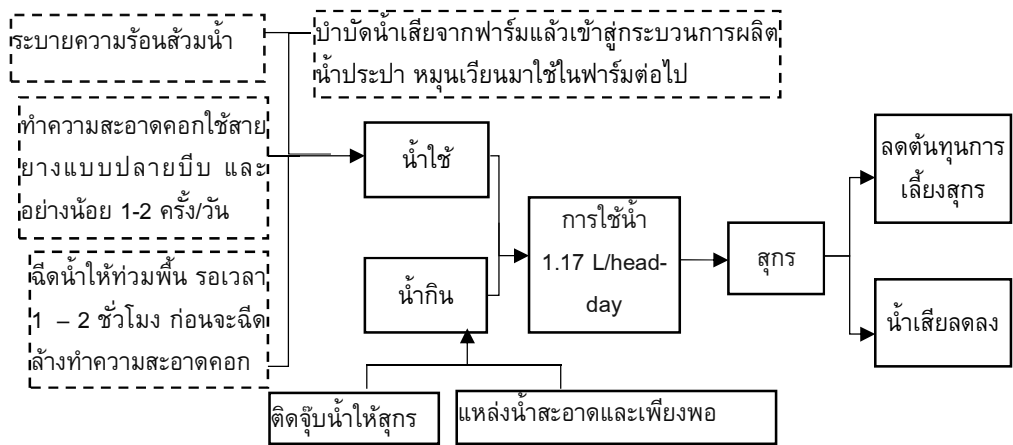 ระบายความร้อนส้วมน้ำ
บำบัดน้ำเสียจากฟาร์มแล้วเข้าสู่กระบวนการผลิต
น้ำประปา หมุนเวียนมาใช้ในฟาร์มต่อไป
ทำความสะอาดคอกใช้สาย
ยางแบบปลายบีบ และ
อย่างน้อย 1-2 ครั้ง/วัน
ฉีดน้ำให้ท่วมพื้น รอเวลา
1 – 2 ชั่วโมง ก่อนจะฉีด
ล้างทำความสะอาดคอก
น้ำใช้
น้ำกิน
ติดจุ๊บน้ำให้สุกร
แหล่งน้ำสะอาดและเพียงพอ
การใช้น้ำ
1.17 L/head-
day
สุกร
ลดต้นทุนการ
เลี้ยงสุกร
น้ำเสียลดลง